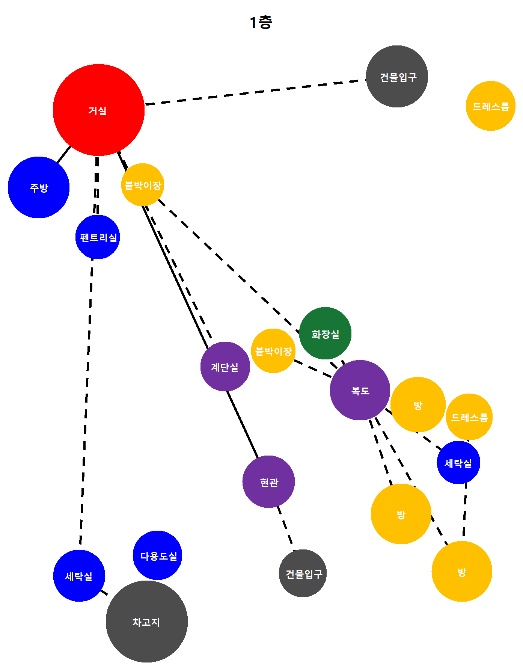 1층
건물입구
거실
드레스룸
주방
붙박이장
팬트리실
화장실
붙박이장
계단실
복도
방
드레스룸
세탁실
현관
방
다용도실
세탁실
건물입구
방
차고지